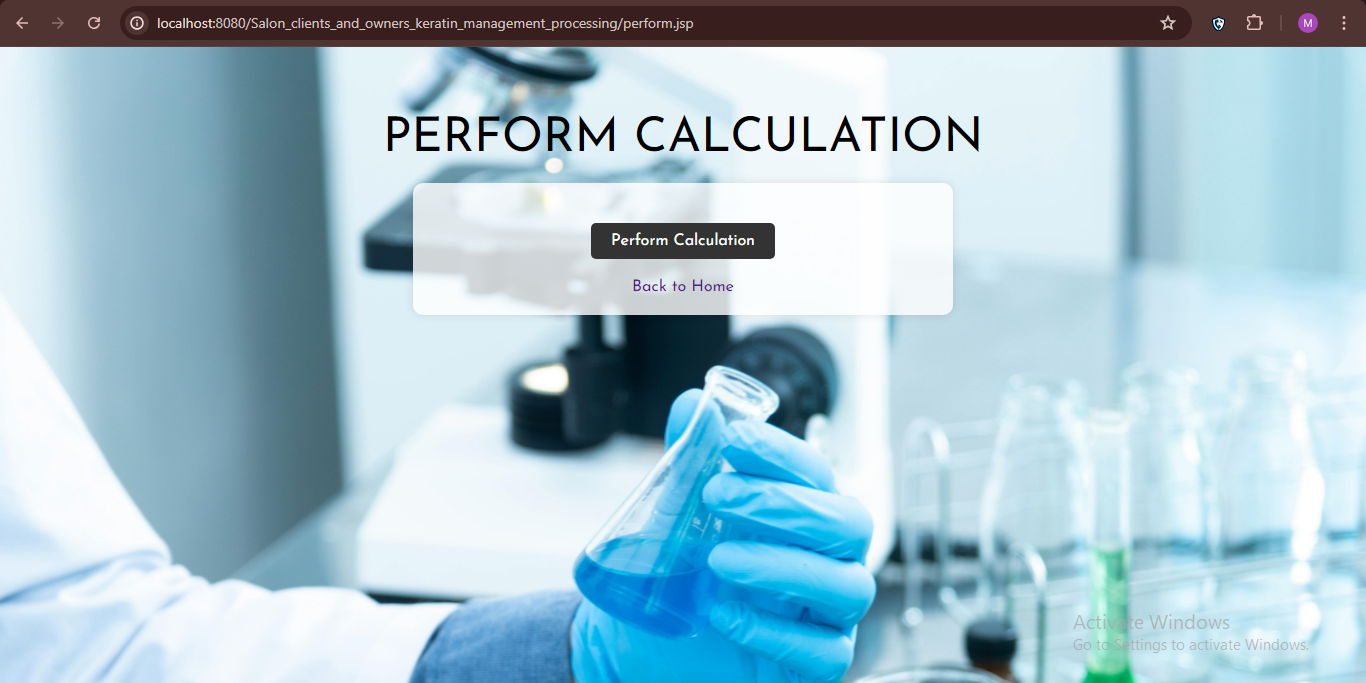 localhost:8080/Salon_clients_and_owners_keratin_management_processing/perform.jsp
M
PERFORM CALCULATION
Perform Calculation
Back to Home
Activate Windows
Go to Settings to activate Windows.